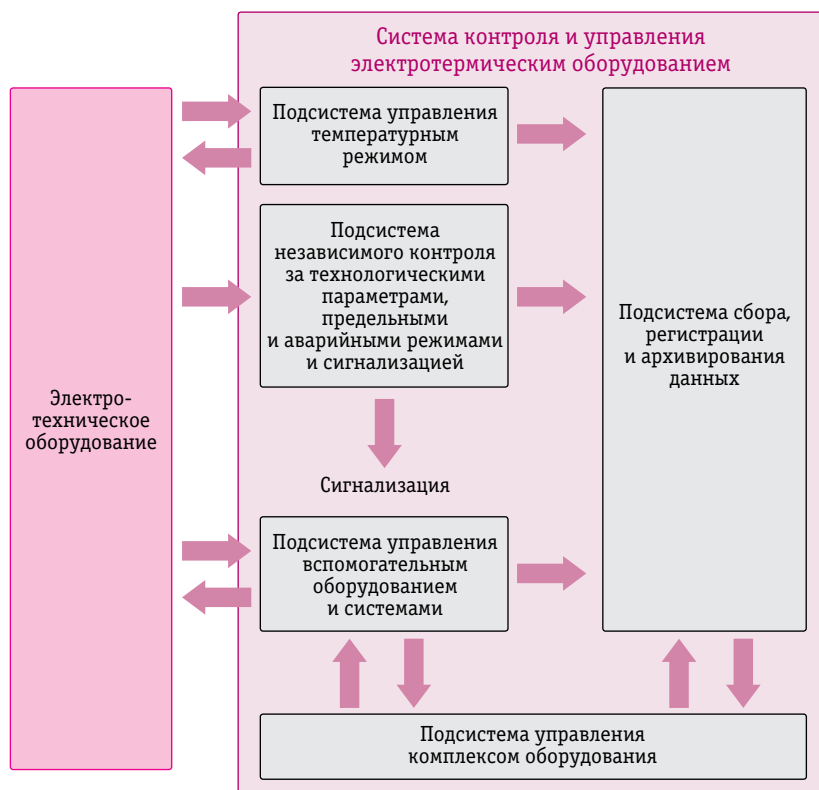 Система контроля и управления
электротермическим оборудованием
Электро-
техническое
оборудование
Подсистема управления
температурным
режимом
Подсистема
независимого контроля
за технологическими
параметрами,
предельными
и аварийными режимами
и сигнализацией
Сигнализация
Подсистема управления
вспомогательным
оборудованием
и системами
Подсистема сбора,
регистрации
и архивирования
данных
Подсистема управления
комплексом оборудования